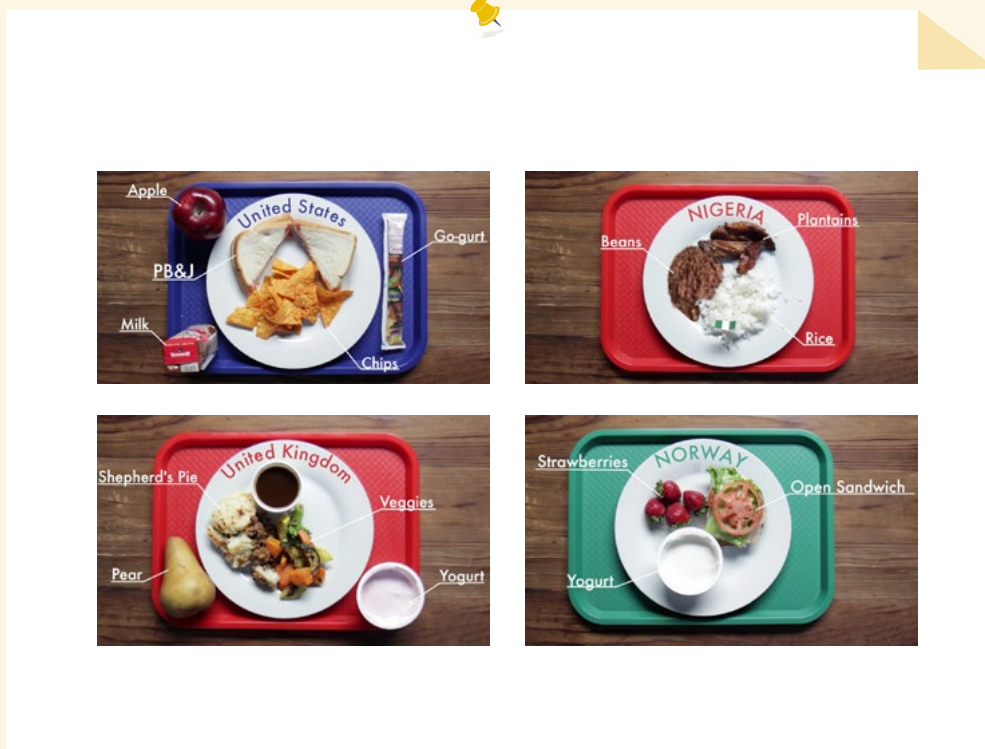 Apple
United States
Go-gurt
PB&J
Milk
Chips
NIGERIA
Plantains
Beans
Rice
United Kingdom
Shepherd's Pie
Veggies
Pear
Yogurt
NORWAY
Strawberries
Open Sandwich
Yogurt